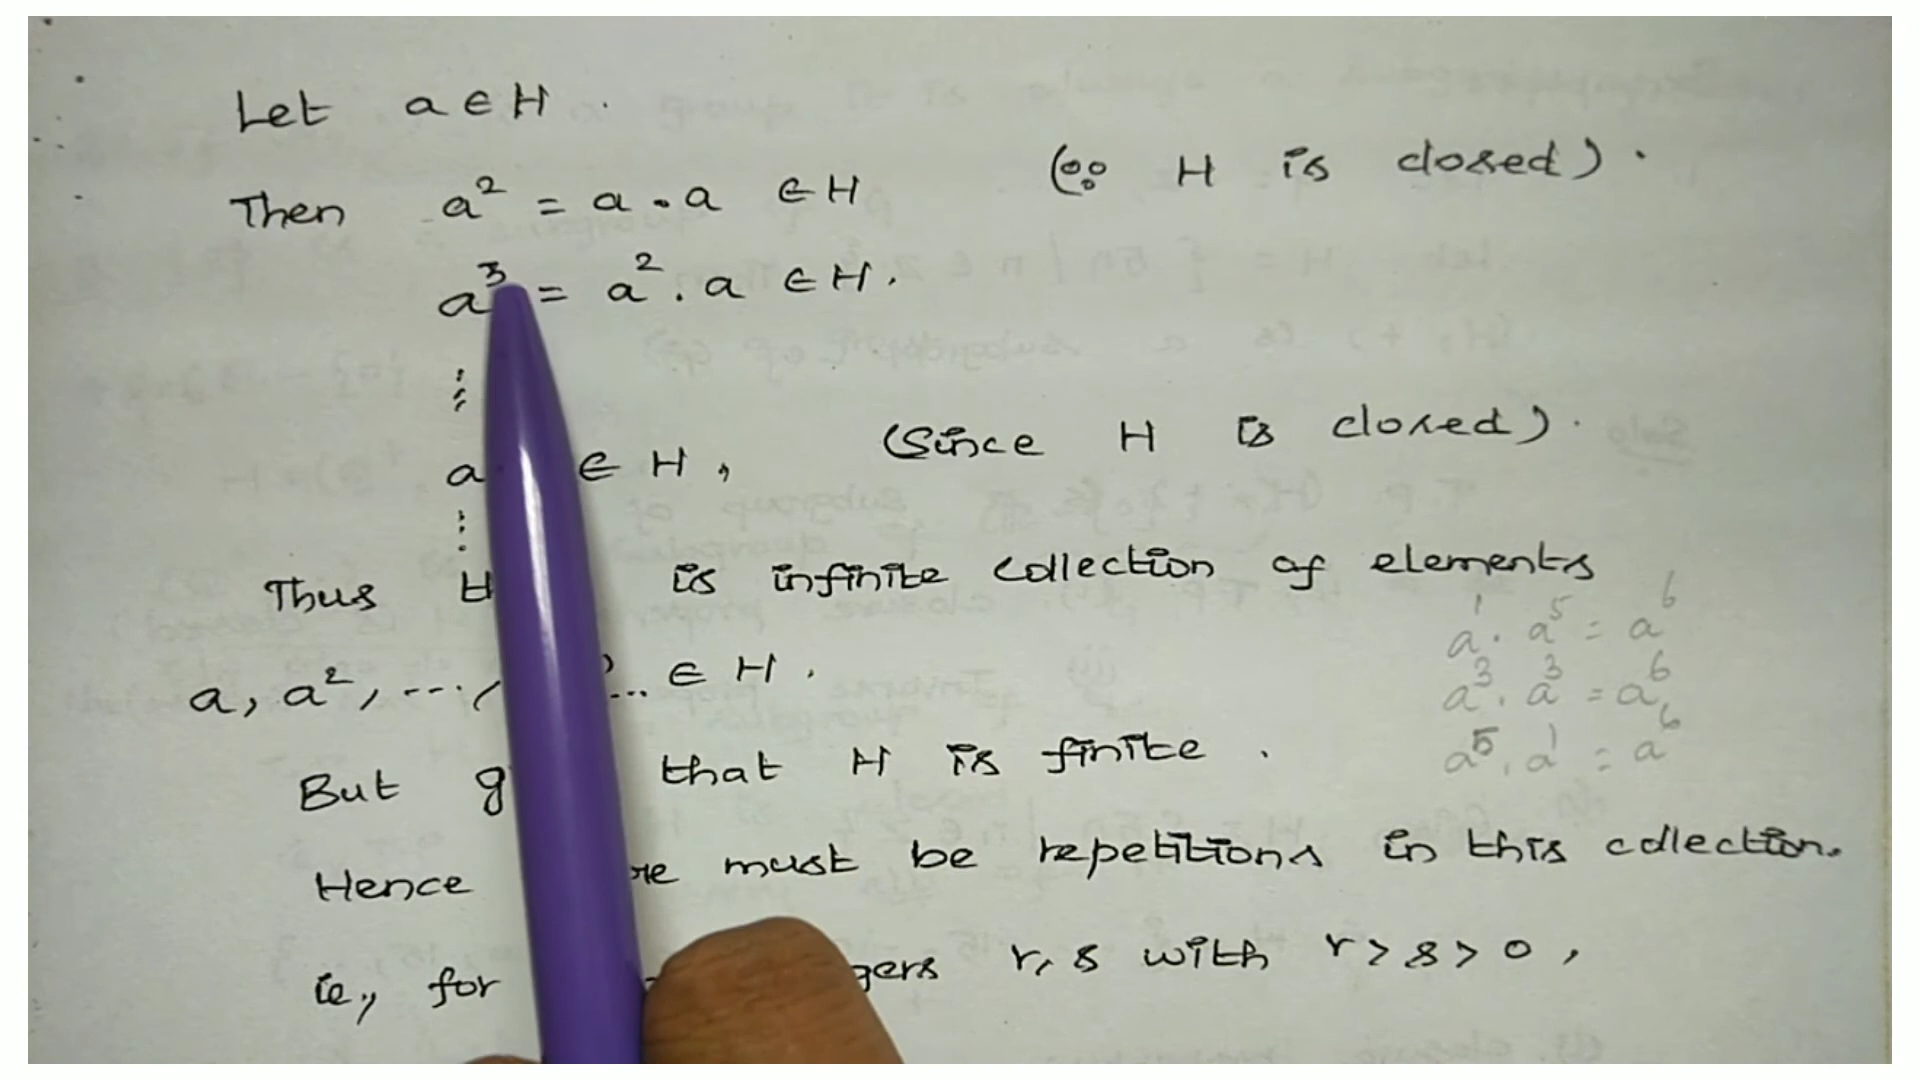 Let a ∈ H .
Then a² = a . a ∈ H (∵ H is closed) .
a³ = a² . a ∈ H .
⋮
a ∈ H , (Since H is closed) .
⋮
Thus is infinite collection of elements
a, a², ---, ... ∈ H .
a¹ . a⁵ = a⁶
a³ . a³ = a⁶
a⁵ . a¹ = a⁶
But that H is finite .
Hence must be repetitions in this collection.
ie, for r, s with r > s > 0 ,